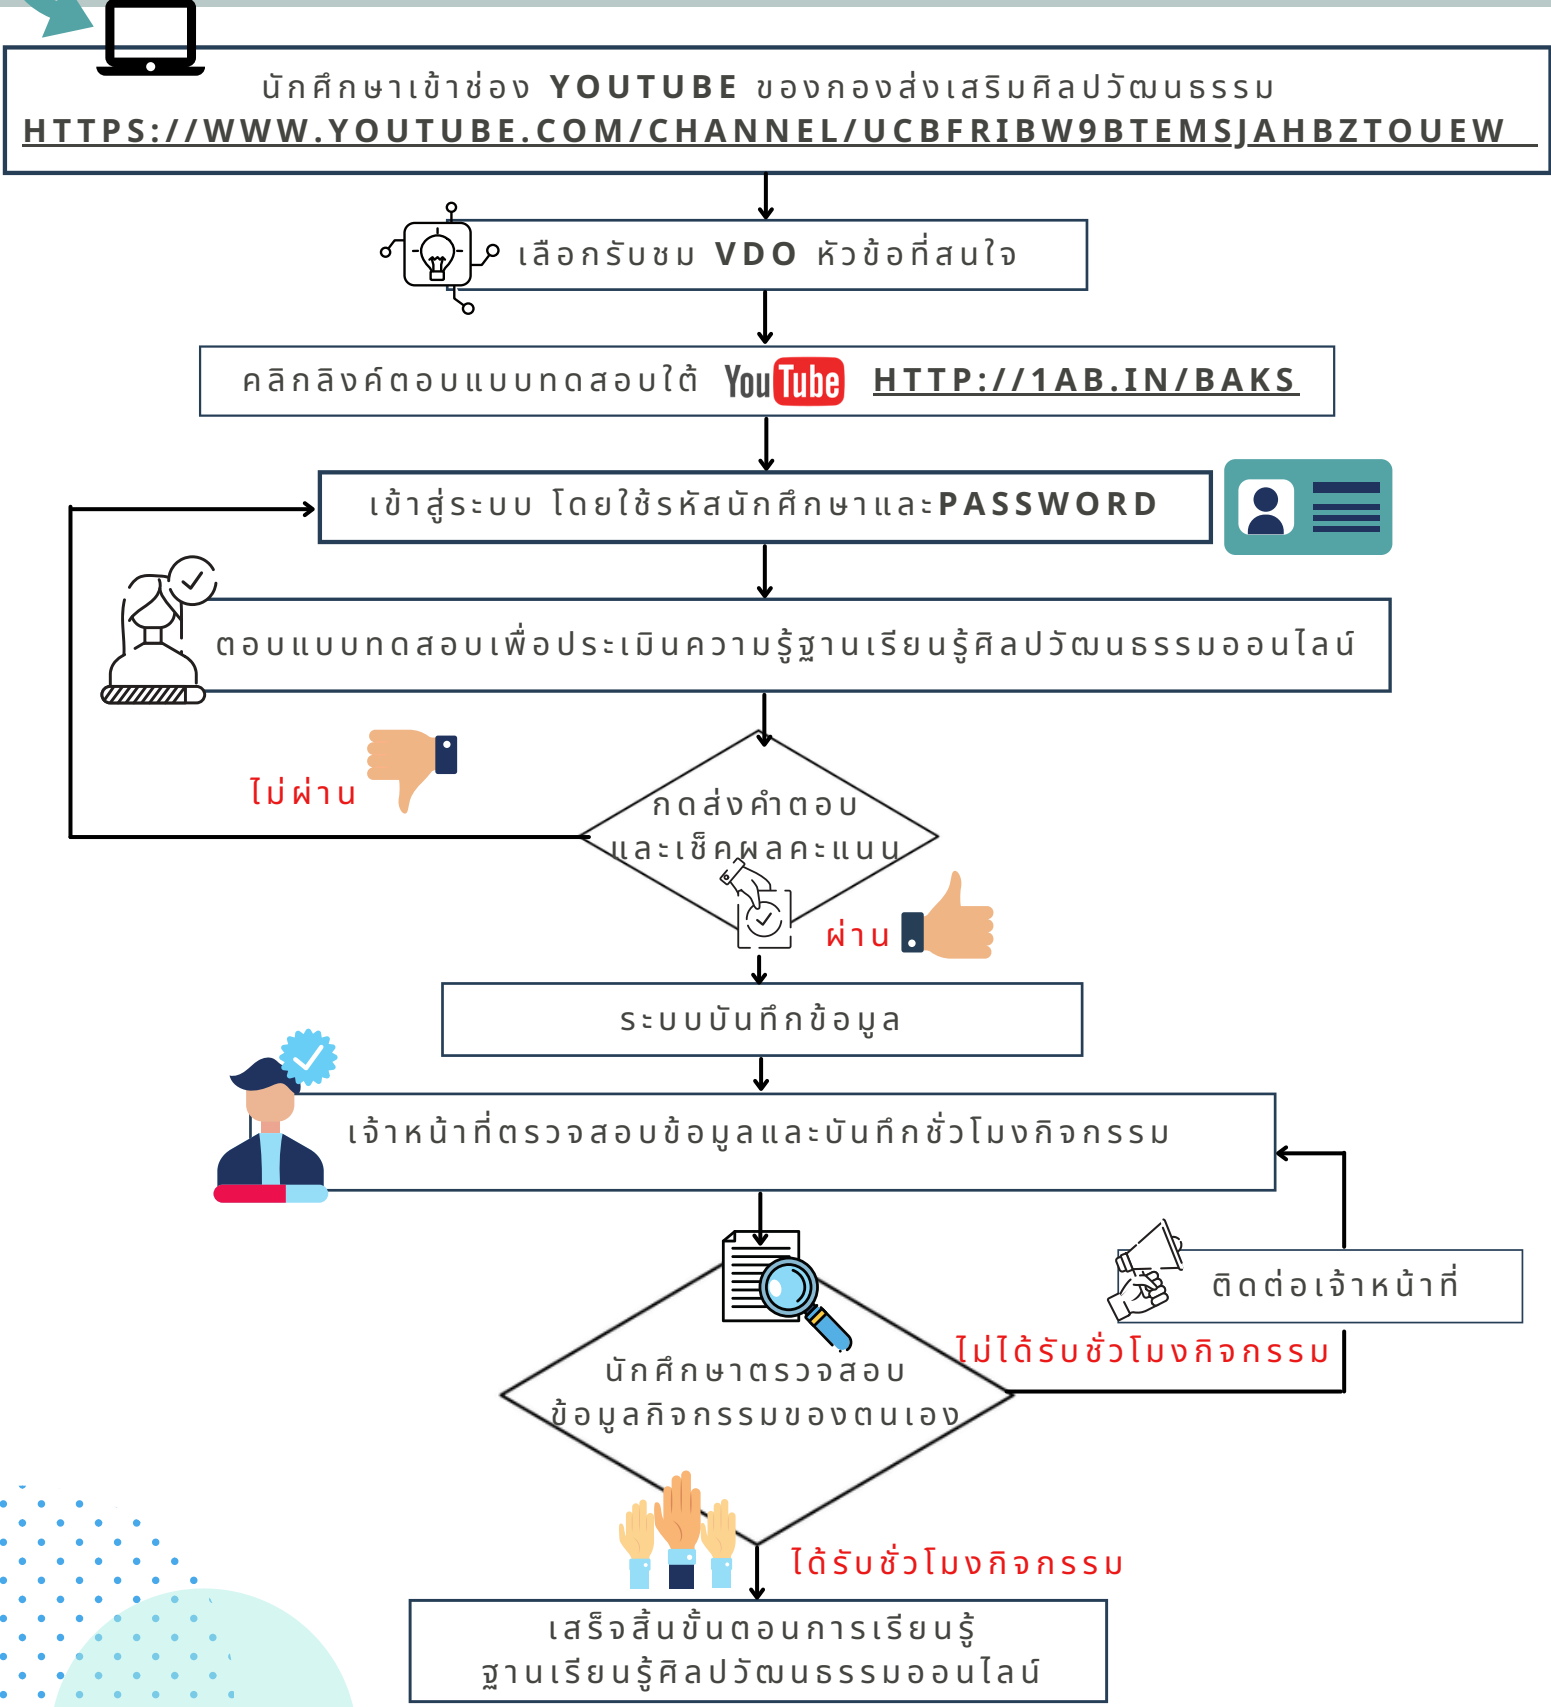 นักศึกษาเข้าช่อง YOUTUBE ของกองส่งเสริมศิลปวัฒนธรรม
HTTPS://WWW.YOUTUBE.COM/CHANNEL/UCBFRIBW9BTEMSJAHBZTOUEW
เลือกรับชม VDO หัวข้อที่สนใจ
คลิกลิงค์ตอบแบบทดสอบใต้ YouTube HTTP://1AB.IN/BAKS
เข้าสู่ระบบ โดยใช้รหัสนักศึกษาและPASSWORD
ตอบแบบทดสอบเพื่อประเมินความรู้ฐานเรียนรู้ศิลปวัฒนธรรมออนไลน์
ไม่ผ่าน
กดส่งคำตอบ
และเช็คผลคะแนน
ผ่าน
ระบบบันทึกข้อมูล
เจ้าหน้าที่ตรวจสอบข้อมูลและบันทึกชั่วโมงกิจกรรม
ติดต่อเจ้าหน้าที่
ไม่ได้รับชั่วโมงกิจกรรม
นักศึกษาตรวจสอบ
ข้อมูลกิจกรรมของตนเอง
ได้รับชั่วโมงกิจกรรม
เสร็จสิ้นขั้นตอนการเรียนรู้
ฐานเรียนรู้ศิลปวัฒนธรรมออนไลน์